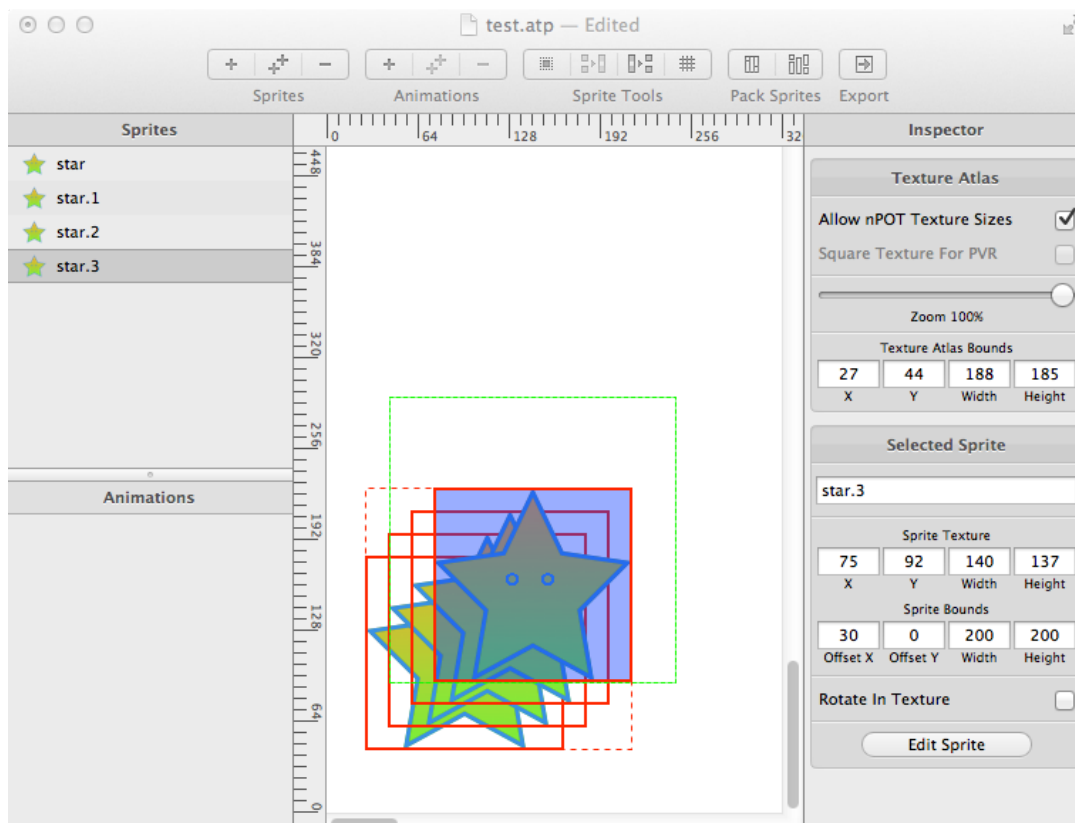 test.atp — Edited
Sprites
Animations
Sprite Tools
Pack Sprites
Export
Sprites
star
star.1
star.2
star.3
Animations
0
64
128
192
256
32
448
384
320
256
192
128
64
0
Inspector
Texture Atlas
Allow nPOT Texture Sizes
Square Texture For PVR
Zoom 100%
Texture Atlas Bounds
27 44 188 185
X Y Width Height
Selected Sprite
star.3
Sprite Texture
75 92 140 137
X Y Width Height
Sprite Bounds
30 0 200 200
Offset X Offset Y Width Height
Rotate In Texture
Edit Sprite